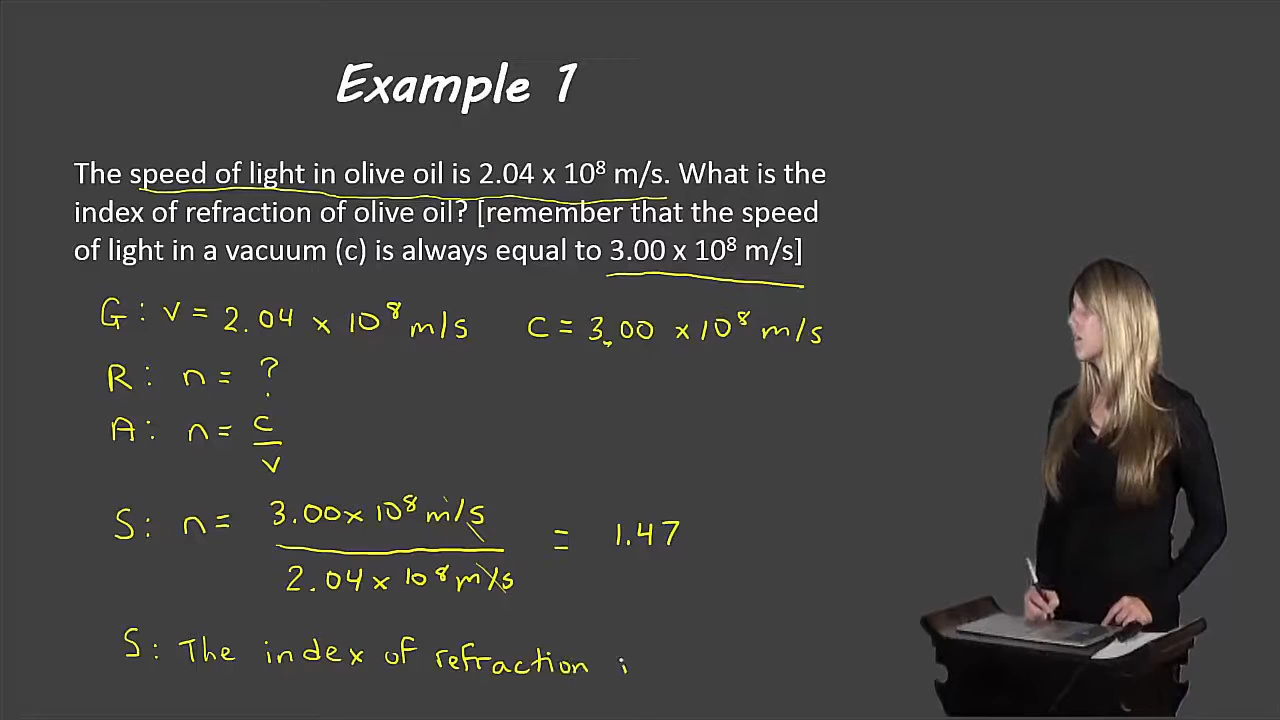 Example 1
The speed of light in olive oil is 2.04 x 10⁸ m/s. What is the
index of refraction of olive oil? [remember that the speed
of light in a vacuum (c) is always equal to 3.00 x 10⁸ m/s]
G: v = 2.04 x 10⁸ m/s c = 3.00 x 10⁸ m/s
R: n = ?
A: n = c
v
S: n = 3.00 x 10⁸ m/s = 1.47
2.04 x 10⁸ m/s
S: The index of refraction i